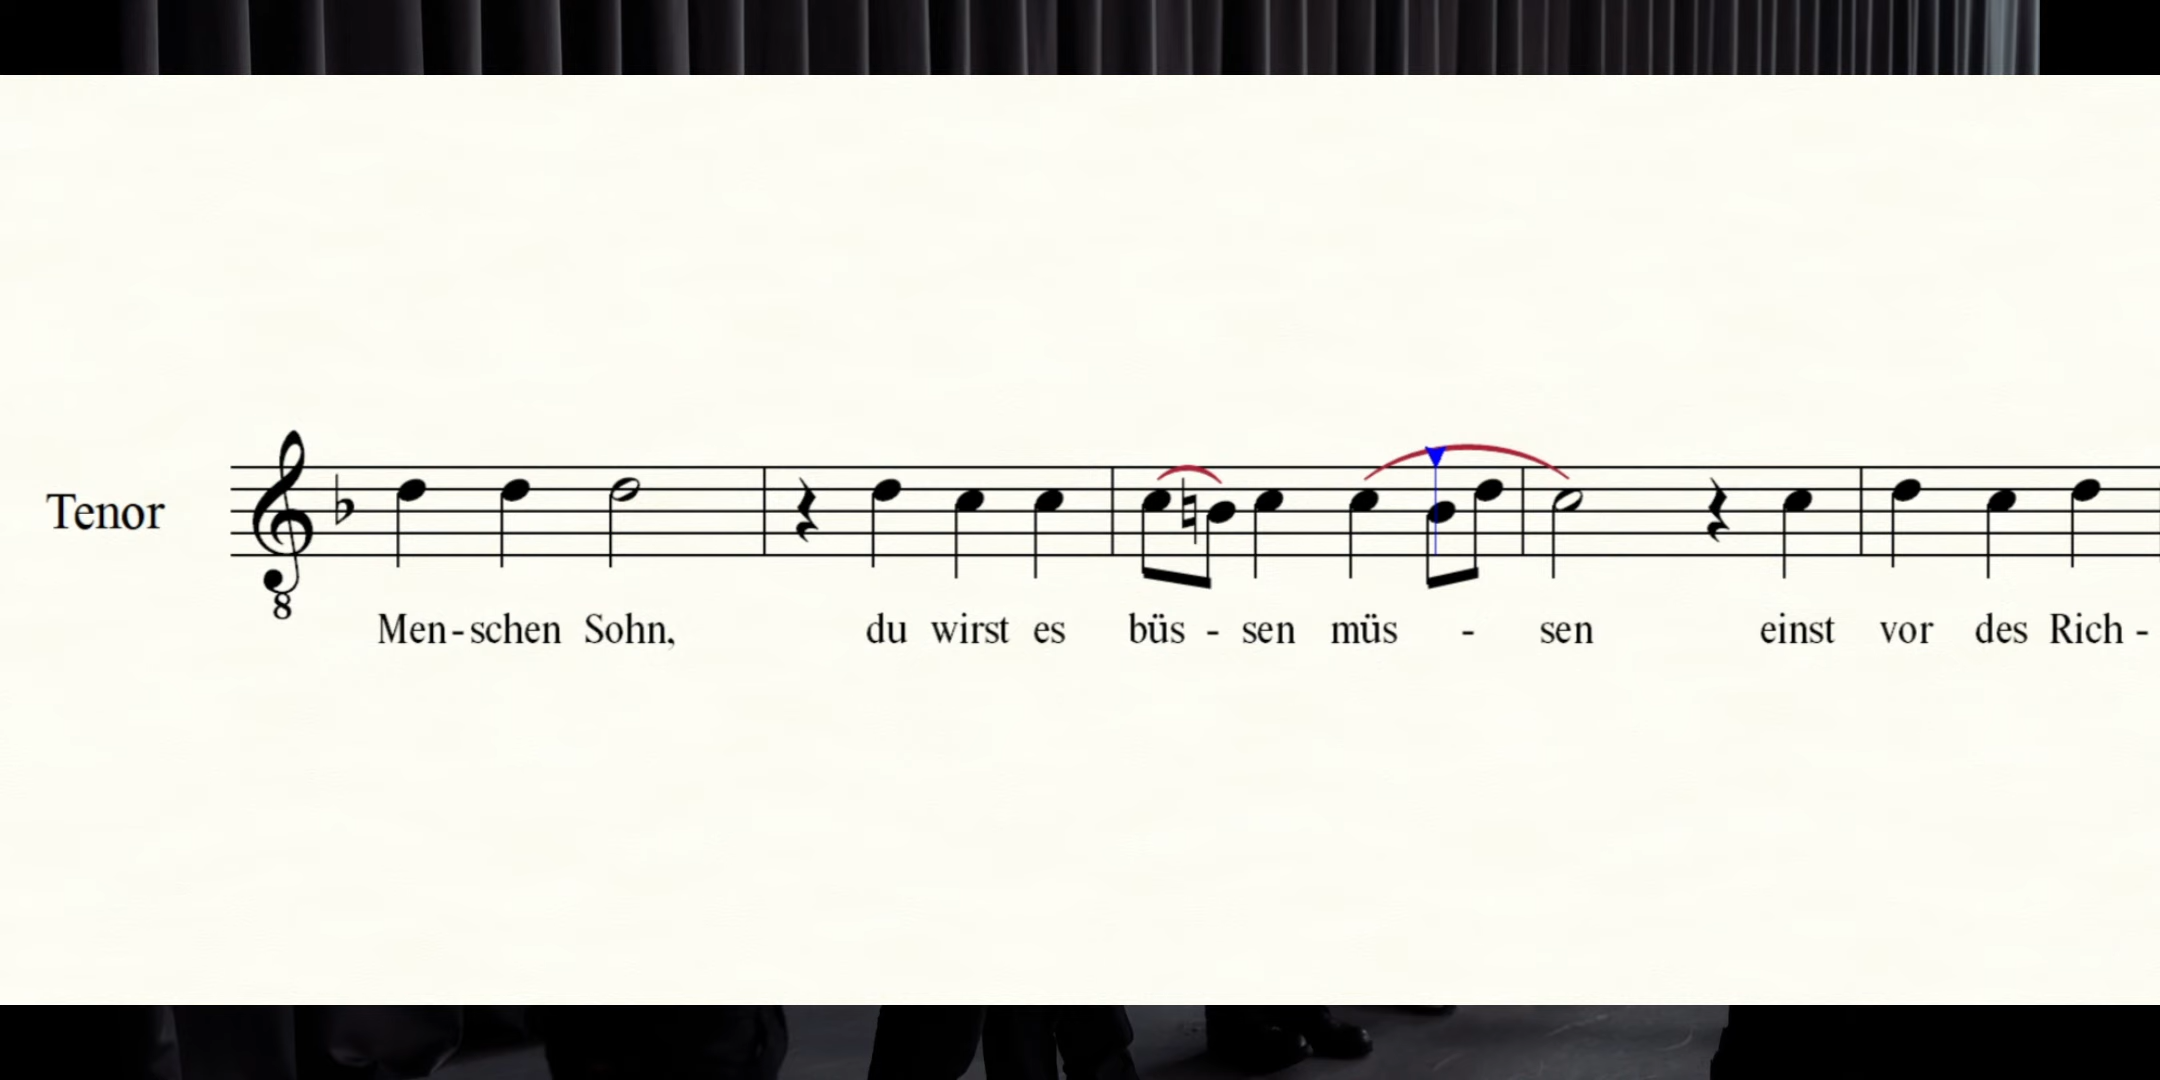 Tenor
8
Men-schen Sohn, du wirst es büs - sen müs - sen einst vor des Rich -